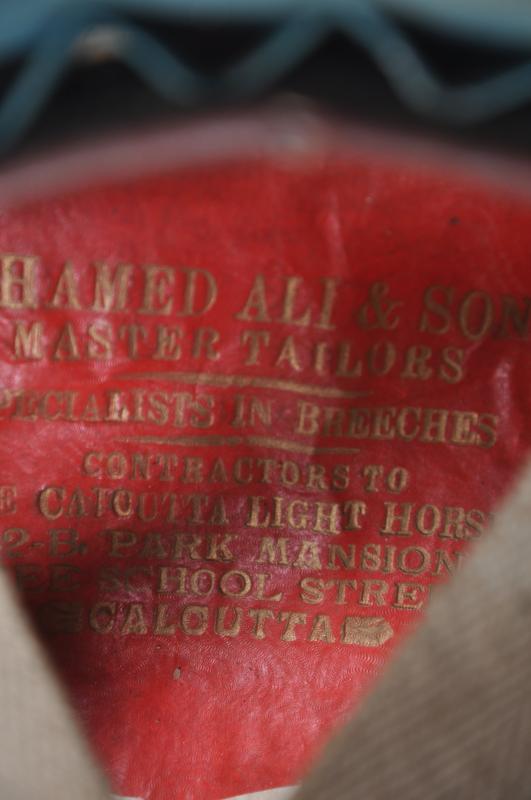 HAMED ALI & SON
MASTER TAILORS
PECIALISTS IN BREECHES
CONTRACTORS TO
E CALCUTTA LIGHT HORS
2-B, PARK MANSION
EE SCHOOL STRE
CALCUTTA